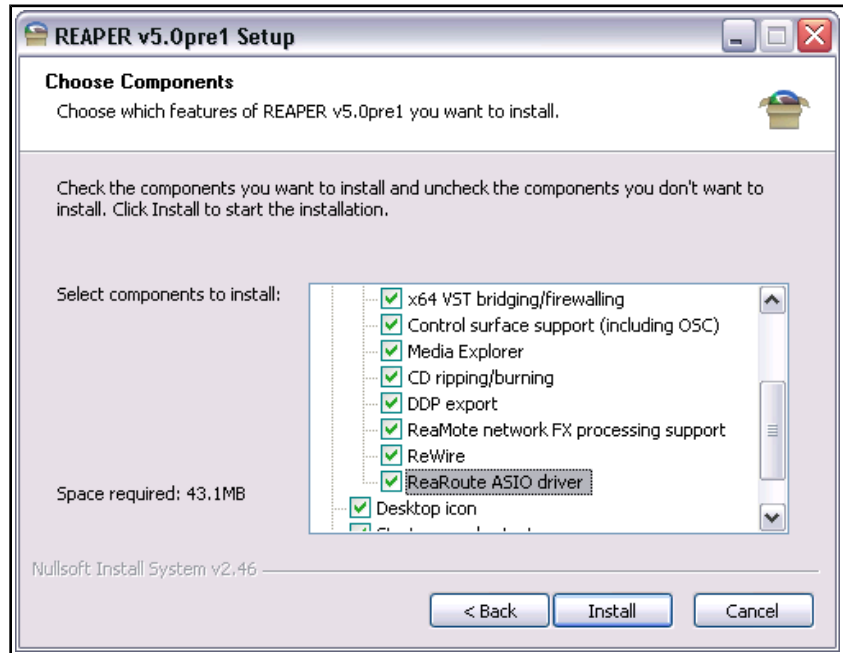 REAPER v5.0pre1 Setup
Choose Components
Choose which features of REAPER v5.0pre1 you want to install.
Check the components you want to install and uncheck the components you don't want to
install. Click Install to start the installation.
Select components to install:
x64 VST bridging/firewalling
Control surface support (including OSC)
Media Explorer
CD ripping/burning
DDP export
ReaMote network FX processing support
ReWire
ReaRoute ASIO driver
Desktop icon
Space required: 43.1MB
Nullsoft Install System v2.46
< Back
Install
Cancel